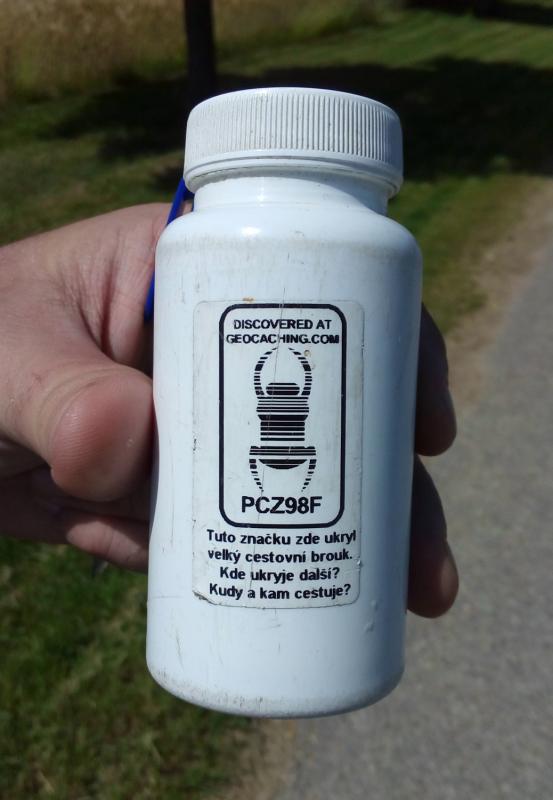 DISCOVERED AT
GEOCACHING.COM
PCZ98F
Tuto značku zde ukryl
velký cestovní brouk.
Kde ukryje další?
Kudy a kam cestuje?